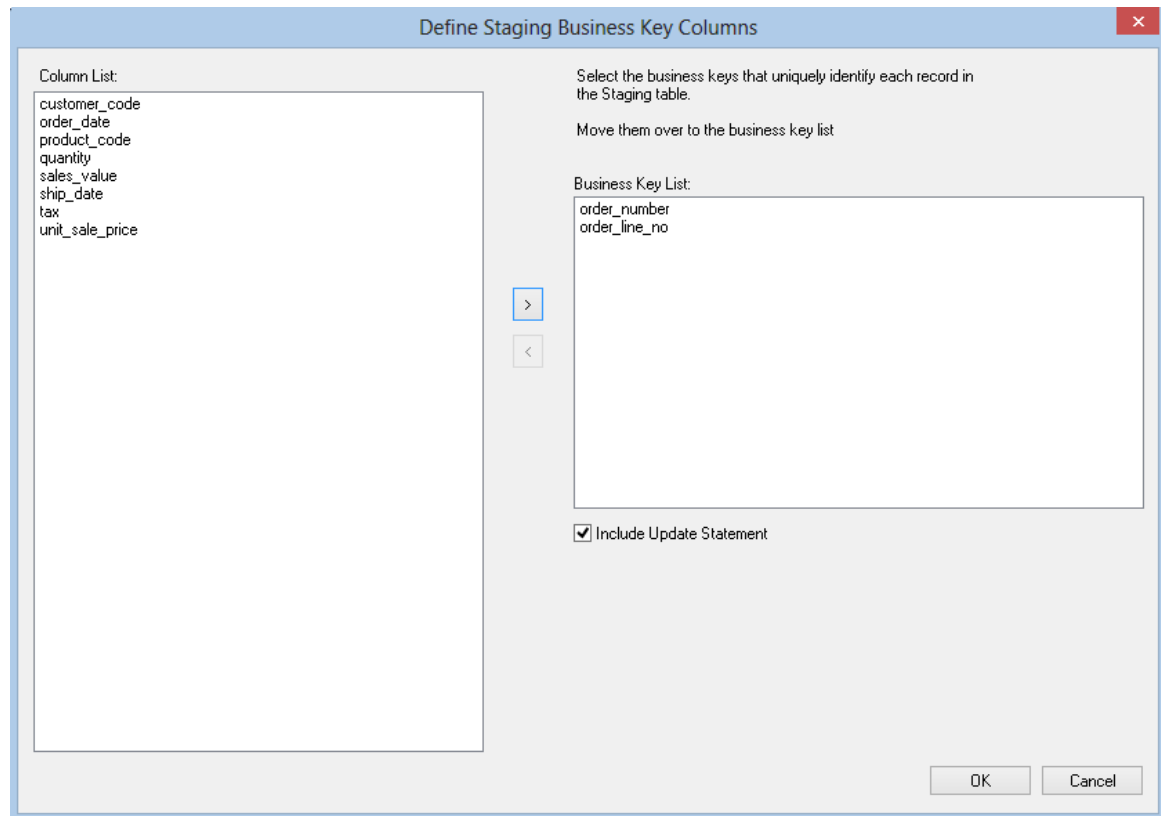 Define Staging Business Key Columns
Column List:
customer_code
order_date
product_code
quantity
sales_value
ship_date
tax
unit_sale_price
Select the business keys that uniquely identify each record in
the Staging table.
Move them over to the business key list
Business Key List:
order_number
order_line_no
>
<
Include Update Statement
OK
Cancel